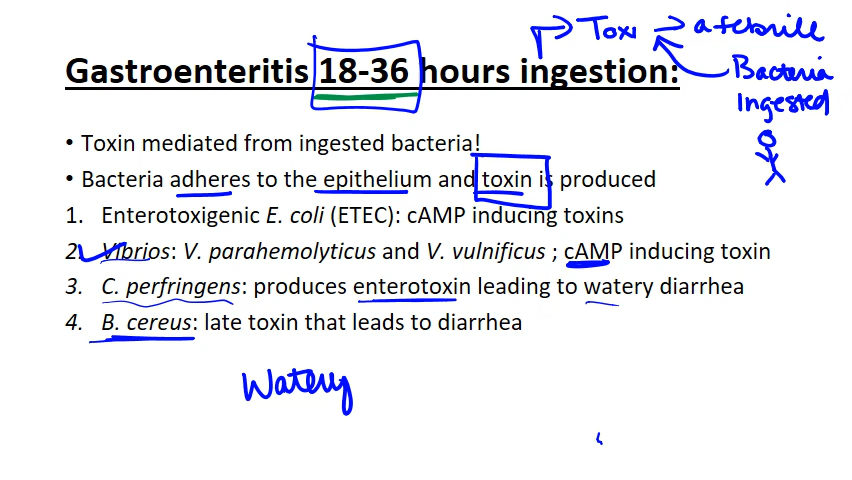 Toxi → afebrile
Gastroenteritis 18-36 hours ingestion:
Bacteria
Ingested
• Toxin mediated from ingested bacteria!
• Bacteria adheres to the epithelium and toxin is produced
1. Enterotoxigenic E. coli (ETEC): cAMP inducing toxins
2. Vibrios: V. parahemolyticus and V. vulnificus ; cAMP inducing toxin
3. C. perfringens: produces enterotoxin leading to watery diarrhea
4. B. cereus: late toxin that leads to diarrhea
Watery